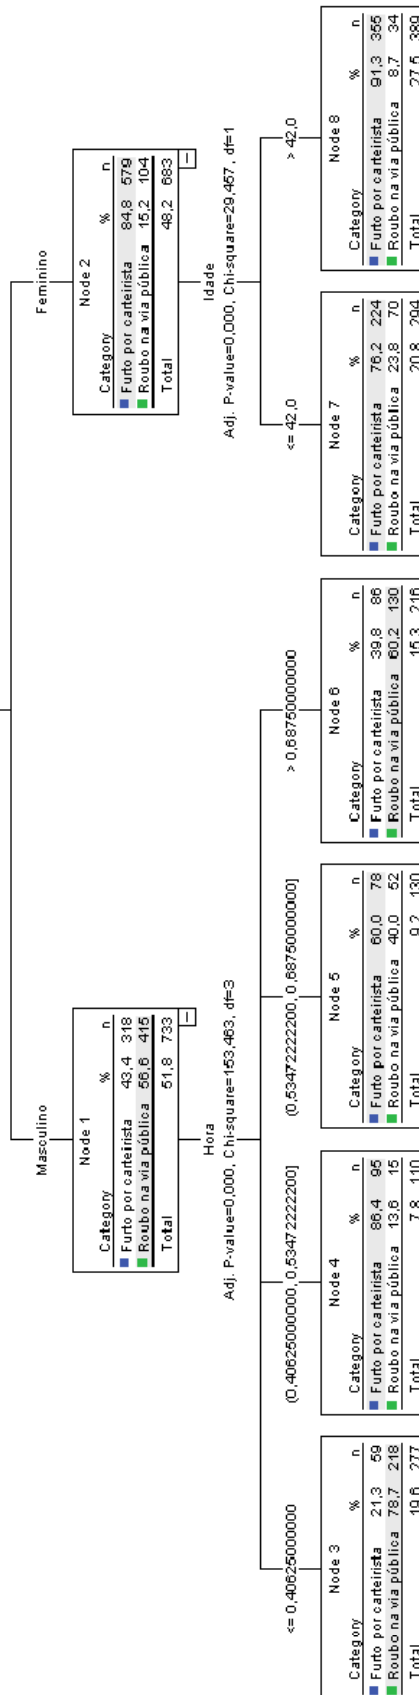 Masculino
Feminino
Node 1
Category % n
Furto por carteirista 43,4 318
Roubo na via pública 56,6 415
Total 51,8 733
Node 2
Category % n
Furto por carteirista 84,8 579
Roubo na via pública 15,2 104
Total 48,2 683
Hora
Adj. P-value=0,000, Chi-square=153,463, df=3
Idade
Adj. P-value=0,000, Chi-square=29,457, df=1
<= 0,40625000000
(0,40625000000, 0,53472222200]
(0,53472222200, 0,68750000000]
> 0,68750000000
<= 42,0
> 42,0
Node 3
Category % n
Furto por carteirista 21,3 59
Roubo na via pública 78,7 218
Total 19,6 277
Node 4
Category % n
Furto por carteirista 86,4 95
Roubo na via pública 13,6 15
Total 7,8 110
Node 5
Category % n
Furto por carteirista 60,0 78
Roubo na via pública 40,0 52
Total 9,2 130
Node 6
Category % n
Furto por carteirista 39,8 86
Roubo na via pública 60,2 130
Total 15,3 216
Node 7
Category % n
Furto por carteirista 76,2 224
Roubo na via pública 23,8 70
Total 20,8 294
Node 8
Category % n
Furto por carteirista 91,3 355
Roubo na via pública 8,7 34
Total 27,5 389